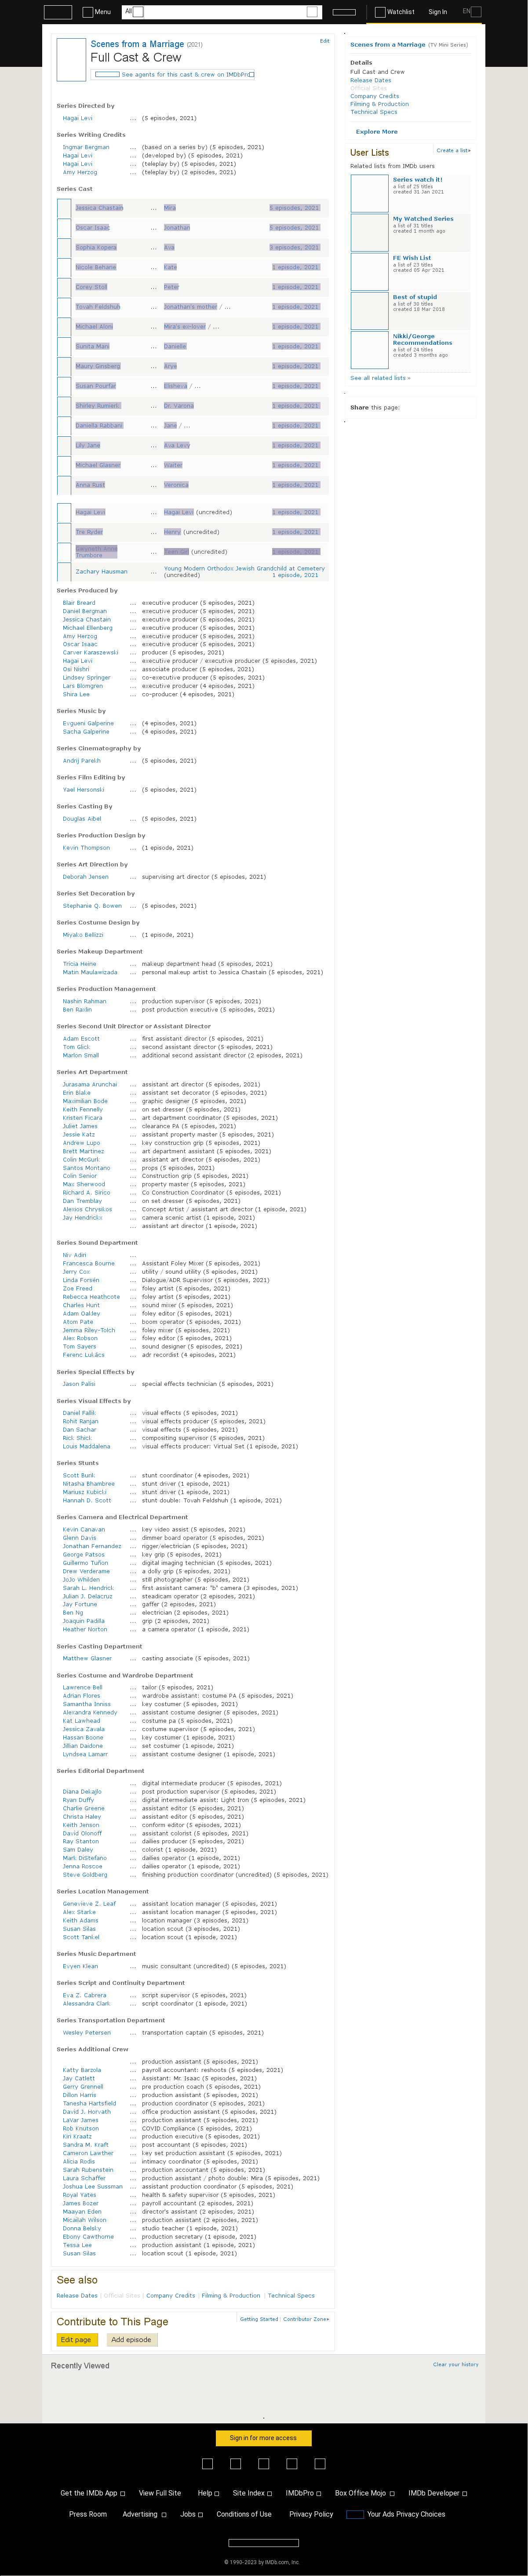 Menu
All
Watchlist
Sign In
EN
Scenes from a Marriage (2021)
Full Cast & Crew
Edit
See agents for this cast & crew on IMDbPro
Series Directed by
Hagai Levi ... (5 episodes, 2021)
Series Writing Credits
Ingmar Bergman ... (based on a series by) (5 episodes, 2021)
Hagai Levi ... (developed by) (5 episodes, 2021)
Hagai Levi ... (teleplay by) (5 episodes, 2021)
Amy Herzog ... (teleplay by) (2 episodes, 2021)
Series Cast
Jessica Chastain ... Mira 5 episodes, 2021
Oscar Isaac ... Jonathan 5 episodes, 2021
Sophia Kopera ... Ava 3 episodes, 2021
Nicole Beharie ... Kate 1 episode, 2021
Corey Stoll ... Peter 1 episode, 2021
Tovah Feldshuh ... Jonathan's mother / ... 1 episode, 2021
Michael Aloni ... Mira's ex-lover / ... 1 episode, 2021
Sunita Mani ... Danielle 1 episode, 2021
Maury Ginsberg ... Arye 1 episode, 2021
Susan Pourfar ... Elisheva / ... 1 episode, 2021
Shirley Rumierk ... Dr. Varona 1 episode, 2021
Daniella Rabbani ... Jane / ... 1 episode, 2021
Lily Jane ... Ava Levy 1 episode, 2021
Michael Glasner ... Waiter 1 episode, 2021
Anna Rust ... Veronica 1 episode, 2021
Hagai Levi ... Hagai Levi (uncredited) 1 episode, 2021
Tre Ryder ... Henry (uncredited) 1 episode, 2021
Trumbore ... (uncredited) 1 episode, 2021
Zachary Hausman ... Young Modern Orthodox Jewish Grandchild at Cemetery (uncredited) 1 episode, 2021
Series Produced by
Blair Breard ... executive producer (5 episodes, 2021)
Daniel Bergman ... executive producer (5 episodes, 2021)
Jessica Chastain ... executive producer (5 episodes, 2021)
Michael Ellenberg ... executive producer (5 episodes, 2021)
Amy Herzog ... executive producer (5 episodes, 2021)
Oscar Isaac ... executive producer (5 episodes, 2021)
Carver Karaszewski ... producer (5 episodes, 2021)
Hagai Levi ... executive producer / executive producer (5 episodes, 2021)
Osi Nishri ... associate producer (5 episodes, 2021)
Lindsey Springer ... co-executive producer (5 episodes, 2021)
Lars Blomgren ... executive producer (4 episodes, 2021)
Shira Lee ... co-producer (4 episodes, 2021)
Series Music by
Evgueni Galperine ... (4 episodes, 2021)
Sacha Galperine ... (4 episodes, 2021)
Series Cinematography by
Andrij Parekh ... (5 episodes, 2021)
Series Film Editing by
Yael Hersonski ... (5 episodes, 2021)
Series Casting By
Douglas Aibel ... (5 episodes, 2021)
Series Production Design by
Kevin Thompson ... (1 episode, 2021)
Series Art Direction by
Deborah Jensen ... supervising art director (5 episodes, 2021)
Series Set Decoration by
Stephanie Q. Bowen ... (5 episodes, 2021)
Series Costume Design by
Miyako Bellizzi ... (1 episode, 2021)
Series Makeup Department
Tricia Heine ... makeup department head (5 episodes, 2021)
Matin Maulawizada ... personal makeup artist to Jessica Chastain (5 episodes, 2021)
Series Production Management
Nashin Rahman ... production supervisor (5 episodes, 2021)
Ben Raclin ... post production executive (5 episodes, 2021)
Series Second Unit Director or Assistant Director
Adam Escott ... first assistant director (5 episodes, 2021)
Tom Glick ... second assistant director (5 episodes, 2021)
Marlon Small ... additional second assistant director (2 episodes, 2021)
Series Art Department
Jurasama Arunchai ... assistant art director (5 episodes, 2021)
Erin Blake ... assistant set decorator (5 episodes, 2021)
Maximilian Bode ... graphic designer (5 episodes, 2021)
Keith Fennelly ... on set dresser (5 episodes, 2021)
Kristen Ficara ... art department coordinator (5 episodes, 2021)
Juliet James ... clearance PA (5 episodes, 2021)
Jessie Katz ... assistant property master (5 episodes, 2021)
Andrew Lupo ... key construction grip (5 episodes, 2021)
Brett Martinez ... art department assistant (5 episodes, 2021)
Colin McGurk ... assistant art director (5 episodes, 2021)
Santos Montano ... props (5 episodes, 2021)
Colin Senior ... Construction grip (5 episodes, 2021)
Max Sherwood ... property master (5 episodes, 2021)
Richard A. Sirico ... Co Construction Coordinator (5 episodes, 2021)
Dan Tremblay ... on set dresser (5 episodes, 2021)
Alexios Chrysikos ... Concept Artist / assistant art director (1 episode, 2021)
Jay Hendrickx ... camera scenic artist (1 episode, 2021)
... assistant art director (1 episode, 2021)
Series Sound Department
Niv Adiri ...
Francesca Bourne ... Assistant Foley Mixer (5 episodes, 2021)
Jerry Cox ... utility / sound utility (5 episodes, 2021)
Linda Forsén ... Dialogue/ADR Supervisor (5 episodes, 2021)
Zoe Freed ... foley artist (5 episodes, 2021)
Rebecca Heathcote ... foley artist (5 episodes, 2021)
Charles Hunt ... sound mixer (5 episodes, 2021)
Adam Oakley ... foley editor (5 episodes, 2021)
Atom Pate ... boom operator (5 episodes, 2021)
Jemma Riley-Tolch ... foley mixer (5 episodes, 2021)
Alex Robson ... foley editor (5 episodes, 2021)
Tom Sayers ... sound designer (5 episodes, 2021)
Ferenc Lukács ... adr recordist (4 episodes, 2021)
Series Special Effects by
Jason Palisi ... special effects technician (5 episodes, 2021)
Series Visual Effects by
Daniel Fallik ... visual effects (5 episodes, 2021)
Rohit Ranjan ... visual effects producer (5 episodes, 2021)
Dan Sachar ... visual effects (5 episodes, 2021)
Rick Shick ... compositing supervisor (5 episodes, 2021)
Louis Maddalena ... visual effects producer: Virtual Set (1 episode, 2021)
Series Stunts
Scott Burik ... stunt coordinator (4 episodes, 2021)
Nitasha Bhambree ... stunt driver (1 episode, 2021)
Mariusz Kubicki ... stunt driver (1 episode, 2021)
Hannah D. Scott ... stunt double: Tovah Feldshuh (1 episode, 2021)
Series Camera and Electrical Department
Kevin Canavan ... key video assist (5 episodes, 2021)
Glenn Davis ... dimmer board operator (5 episodes, 2021)
Jonathan Fernandez ... rigger/electrician (5 episodes, 2021)
George Patsos ... key grip (5 episodes, 2021)
Guillermo Tuñon ... digital imaging technician (5 episodes, 2021)
Drew Verderame ... a dolly grip (5 episodes, 2021)
JoJo Whilden ... still photographer (5 episodes, 2021)
Sarah L. Hendrick ... first assistant camera: "b" camera (3 episodes, 2021)
Julian J. Delacruz ... steadicam operator (2 episodes, 2021)
Jay Fortune ... gaffer (2 episodes, 2021)
Ben Ng ... electrician (2 episodes, 2021)
Joaquin Padilla ... grip (2 episodes, 2021)
Heather Norton ... a camera operator (1 episode, 2021)
Series Casting Department
Matthew Glasner ... casting associate (5 episodes, 2021)
Series Costume and Wardrobe Department
Lawrence Bell ... tailor (5 episodes, 2021)
Adrian Flores ... wardrobe assistant: costume PA (5 episodes, 2021)
Samantha Inniss ... key costumer (5 episodes, 2021)
Alexandra Kennedy ... assistant costume designer (5 episodes, 2021)
Kat Lawhead ... costume pa (5 episodes, 2021)
Jessica Zavala ... costume supervisor (5 episodes, 2021)
Hassan Boone ... key costumer (1 episode, 2021)
Jillian Daidone ... set costumer (1 episode, 2021)
Lyndsea Lamarr ... assistant costume designer (1 episode, 2021)
Series Editorial Department
... digital intermediate producer (5 episodes, 2021)
Diana Dekajlo ... post production supervisor (5 episodes, 2021)
Ryan Duffy ... digital intermediate assist: Light Iron (5 episodes, 2021)
Charlie Greene ... assistant editor (5 episodes, 2021)
Christa Haley ... assistant editor (5 episodes, 2021)
Keith Jenson ... conform editor (5 episodes, 2021)
David Olonoff ... assistant colorist (5 episodes, 2021)
Ray Stanton ... dailies producer (5 episodes, 2021)
Sam Daley ... colorist (1 episode, 2021)
Mark DiStefano ... dailies operator (1 episode, 2021)
Jenna Roscoe ... dailies operator (1 episode, 2021)
Steve Goldberg ... finishing production coordinator (uncredited) (5 episodes, 2021)
Series Location Management
Genevieve Z. Leaf ... assistant location manager (5 episodes, 2021)
Alex Starke ... assistant location manager (5 episodes, 2021)
Keith Adams ... location manager (3 episodes, 2021)
Susan Silas ... location scout (3 episodes, 2021)
Scott Tankel ... location scout (1 episode, 2021)
Series Music Department
Evyen Klean ... music consultant (uncredited) (5 episodes, 2021)
Series Script and Continuity Department
Eva Z. Cabrera ... script supervisor (5 episodes, 2021)
Alessandra Clark ... script coordinator (1 episode, 2021)
Series Transportation Department
Wesley Petersen ... transportation captain (3 episodes, 2021)
Series Additional Crew
... production assistant (5 episodes, 2021)
Katty Barzola ... payroll accountant: reshoots (5 episodes, 2021)
Jay Catlett ... Assistant: Mr. Isaac (5 episodes, 2021)
Gerry Grennell ... pre production coach (5 episodes, 2021)
Dillon Harris ... production assistant (5 episodes, 2021)
Tanesha Hartsfield ... production coordinator (5 episodes, 2021)
David J. Horvath ... office production assistant (5 episodes, 2021)
LaVar James ... production assistant (5 episodes, 2021)
Rob Knutson ... COVID Compliance (5 episodes, 2021)
Kiri Kraatz ... production executive (5 episodes, 2021)
Sandra M. Kraft ... post accountant (5 episodes, 2021)
Cameron Lawther ... key set production assistant (5 episodes, 2021)
Alicia Rodis ... intimacy coordinator (5 episodes, 2021)
Sarah Rubenstein ... production accountant (5 episodes, 2021)
Laura Schaffer ... production assistant / photo double: Mira (5 episodes, 2021)
Joshua Lee Sussman ... assistant production coordinator (5 episodes, 2021)
Royal Yates ... health & safety supervisor (5 episodes, 2021)
James Bozer ... payroll accountant (2 episodes, 2021)
Maayan Eden ... director's assistant (2 episodes, 2021)
Micailah Wilson ... production assistant (2 episodes, 2021)
Donna Belsky ... studio teacher (1 episode, 2021)
Ebony Cawthorne ... production secretary (1 episode, 2021)
Tessa Lee ... production assistant (1 episode, 2021)
Susan Silas ... location scout (1 episode, 2021)
See also
Release Dates | Official Sites | Company Credits | Filming & Production | Technical Specs
Contribute to This Page
Getting Started | Contributor Zone»
Edit page
Add episode
Scenes from a Marriage (TV Mini Series)
Details
Full Cast and Crew
Release Dates
Official Sites
Company Credits
Filming & Production
Technical Specs
Explore More
User Lists
Create a list»
Related lists from IMDb users
Series watch it!
a list of 25 titles
created 31 Jan 2021
My Watched Series
a list of 31 titles
created 1 month ago
FE Wish List
a list of 23 titles
created 05 Apr 2021
Best of stupid
a list of 30 titles
created 18 Mar 2019
Nikki/George
Recommendations
a list of 24 titles
created 3 months ago
See all related lists »
Share this page:
Recently Viewed
Clear your history
Sign in for more access
Get the IMDb App
View Full Site
Help
Site Index
IMDbPro
Box Office Mojo
IMDb Developer
Press Room
Advertising
Jobs
Conditions of Use
Privacy Policy
Your Ads Privacy Choices
© 1990-2023 by IMDb.com, Inc.